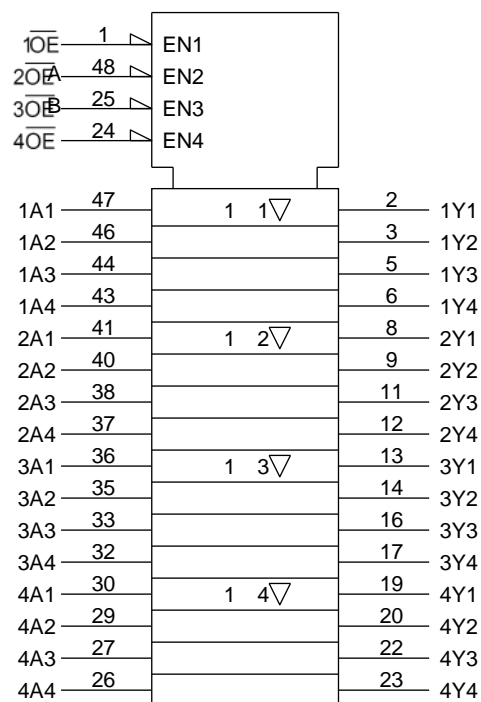 1OE 1 EN1
2OE A 48 EN2
3OE B 25 EN3
4OE 24 EN4
1A1 47 1 1▽ 2 1Y1
1A2 46 3 1Y2
1A3 44 5 1Y3
1A4 43 6 1Y4
2A1 41 1 2▽ 8 2Y1
2A2 40 9 2Y2
2A3 38 11 2Y3
2A4 37 12 2Y4
3A1 36 1 3▽ 13 3Y1
3A2 35 14 3Y2
3A3 33 16 3Y3
3A4 32 17 3Y4
4A1 30 1 4▽ 19 4Y1
4A2 29 20 4Y2
4A3 27 22 4Y3
4A4 26 23 4Y4